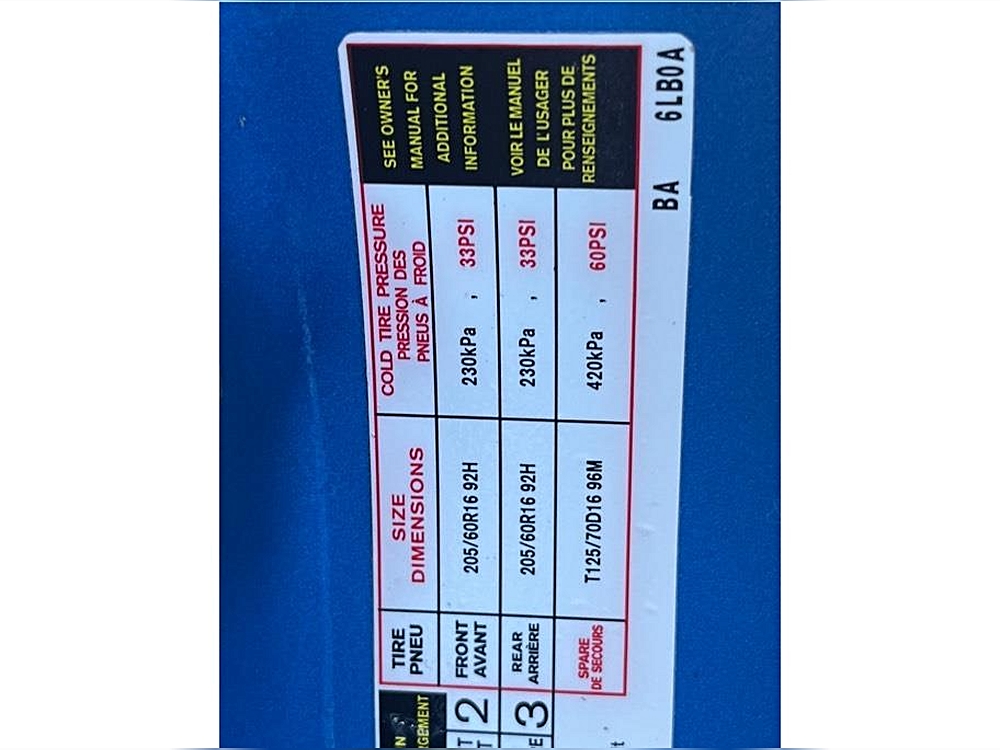 TIRE
PNEU
SIZE
DIMENSIONS
COLD TIRE PRESSURE
PRESSION DES
PNEUS À FROID
SEE OWNER'S
MANUAL FOR
ADDITIONAL
INFORMATION
VOIR LE MANUEL
DE L'USAGER
POUR PLUS DE
RENSEIGNEMENTS
2
FRONT
AVANT
205/60R16 92H
230kPa , 33PSI
3
REAR
ARRIÈRE
205/60R16 92H
230kPa , 33PSI
SPARE
DE SECOURS
T125/70D16 96M
420kPa , 60PSI
BA 6LB0A